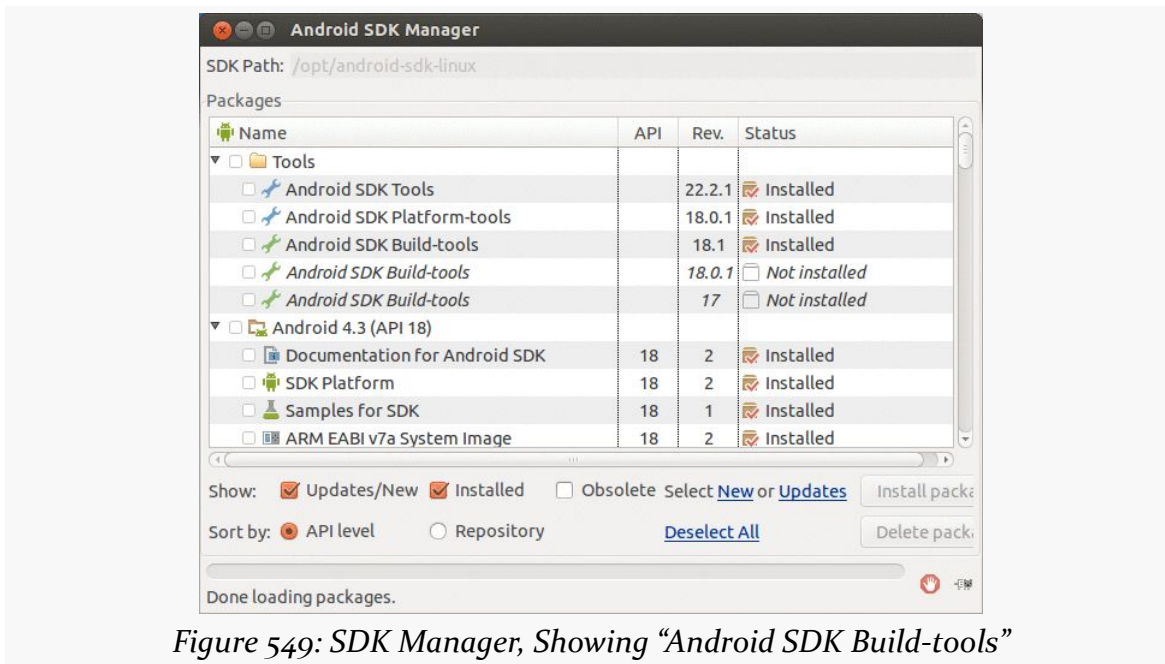 Android SDK Manager
SDK Path: /opt/android-sdk-linux
Packages
Name API Rev. Status
Tools
Android SDK Tools 22.2.1 Installed
Android SDK Platform-tools 18.0.1 Installed
Android SDK Build-tools 18.1 Installed
Android SDK Build-tools 18.0.1 Not installed
Android SDK Build-tools 17 Not installed
Android 4.3 (API 18)
Documentation for Android SDK 18 2 Installed
SDK Platform 18 2 Installed
Samples for SDK 18 1 Installed
ARM EABI v7a System Image 18 2 Installed
Show: Updates/New Installed Obsolete Select New or Updates Install packa
Sort by: API level Repository Deselect All Delete pack
Done loading packages.
Figure 549: SDK Manager, Showing “Android SDK Build-tools”